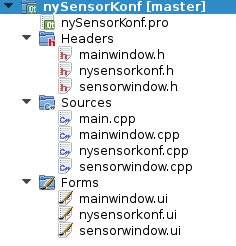 nySensorKonf [master]
nySensorKonf.pro
Headers
mainwindow.h
nysensorkonf.h
sensorwindow.h
Sources
main.cpp
mainwindow.cpp
nysensorkonf.cpp
sensorwindow.cpp
Forms
mainwindow.ui
nysensorkonf.ui
sensorwindow.ui